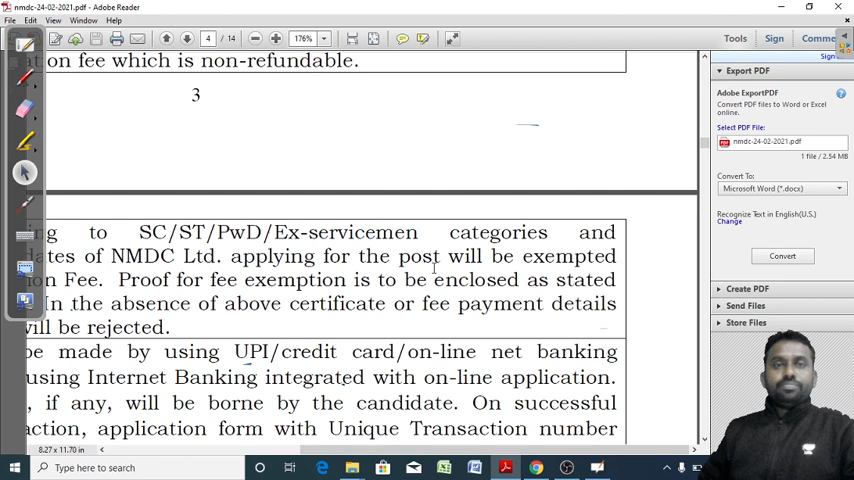 nmdc-24-02-2021.pdf - Adobe Reader
File Edit View Window Help
4 / 14 176% Tools Sign
Export PDF
Adobe ExportPDF
Convert PDF files to Word or Excel
online.
Select PDF File:
nmdc-24-02-2021.pdf
1 file / 2.54 MB
Convert To:
Microsoft Word (*.docx)
Recognize Text in English(U.S.)
Change
Convert
Create PDF
Send Files
Store Files
fee which is non-refundable.
3
to SC/ST/PwD/Ex-servicemen categories and
of NMDC Ltd. applying for the post will be exempted
Fee. Proof for fee exemption is to be enclosed as stated
In the absence of above certificate or fee payment details
will be rejected.
be made by using UPI/credit card/on-line net banking
using Internet Banking integrated with on-line application.
, if any, will be borne by the candidate. On successful
application form with Unique Transaction number
8.27 x 11.70 in
Type here to search